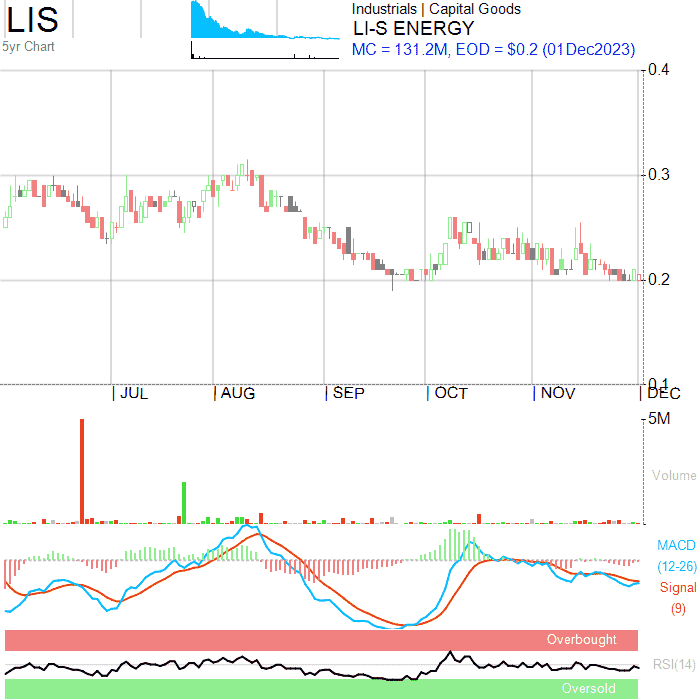 LIS
5yr Chart
Industrials | Capital Goods
LI-S ENERGY
MC = 131.2M, EOD = $0.2 (01Dec2023)
0.4
0.3
0.2
0.1
| JUL | AUG | SEP | OCT | NOV | DEC
5M
Volume
MACD
(12-26)
Signal
(9)
Overbought
RSI(14)
Oversold